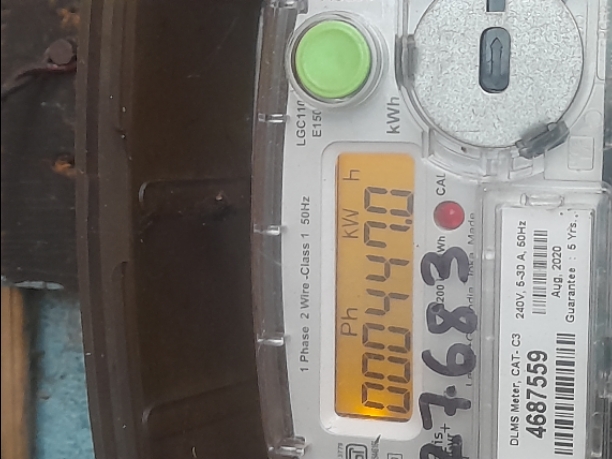 LGC110
E150
kWh
1 Phase 2 Wire -Class 1 50Hz
Ph kW h
000447.0
CAL
27683
DLMS Meter, CAT- C3 240V, 5-30 A, 50Hz
4687559
Aug. 2020
Guarantee : 5 Yrs.